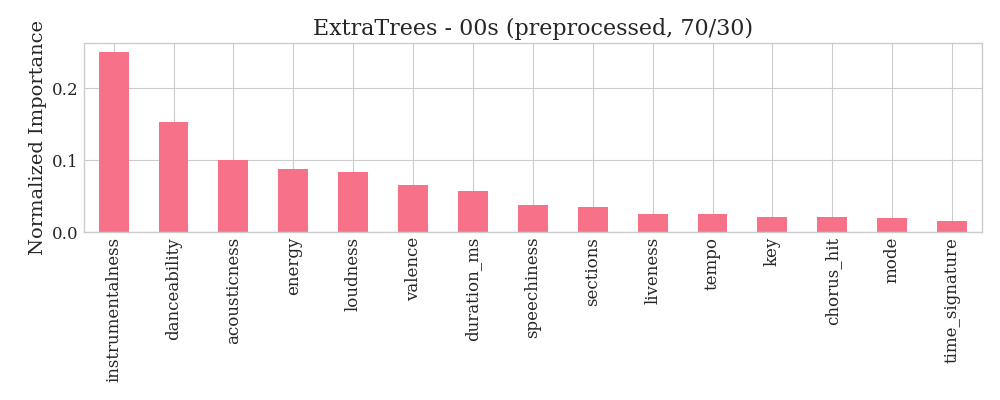 ExtraTrees - 00s (preprocessed, 70/30)
Normalized Importance
0.2
0.1
0.0
instrumentalness
danceability
acousticness
energy
loudness
valence
duration_ms
speechiness
sections
liveness
tempo
key
chorus_hit
mode
time_signature